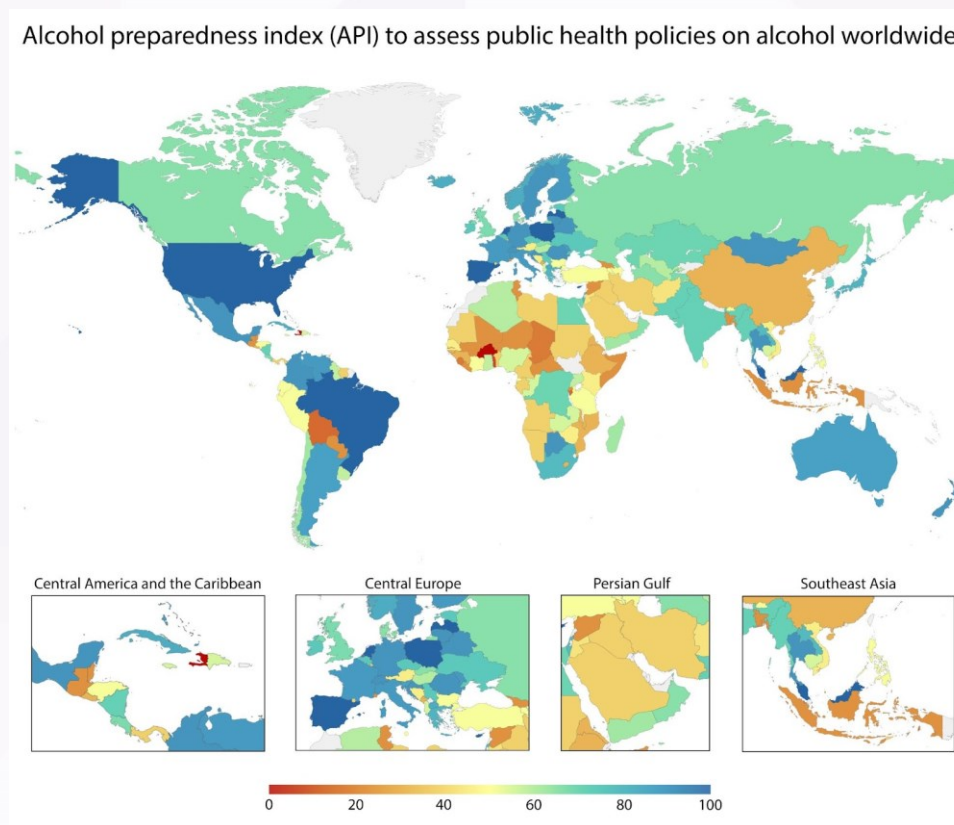 Alcohol preparedness index (API) to assess public health policies on alcohol worldwide
Central America and the Caribbean
Central Europe
Persian Gulf
Southeast Asia
0 20 40 60 80 100